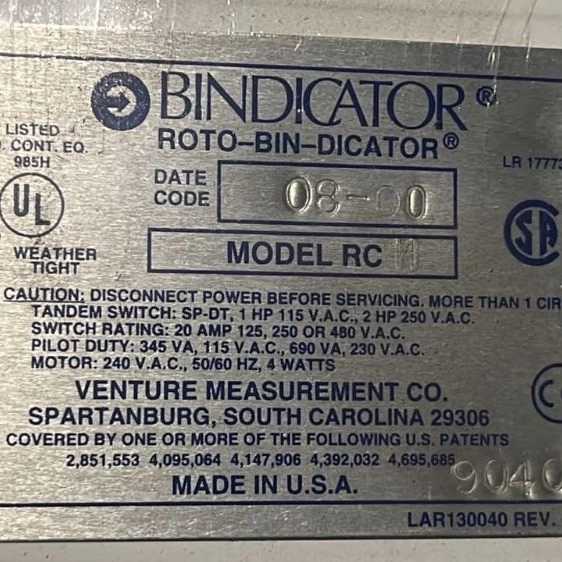 BINDICATOR®
ROTO-BIN-DICATOR®
LISTED
. CONT. EQ.
985H
LR 17773
DATE
CODE
08-00
UL
SA
WEATHER
TIGHT
MODEL RC
CAUTION: DISCONNECT POWER BEFORE SERVICING. MORE THAN 1 CIR
TANDEM SWITCH: SP-DT, 1 HP 115 V.A.C., 2 HP 250 V.A.C.
SWITCH RATING: 20 AMP 125, 250 OR 480 V.A.C.
PILOT DUTY: 345 VA, 115 V.A.C., 690 VA, 230 V.A.C.
MOTOR: 240 V.A.C., 50/60 HZ, 4 WATTS
VENTURE MEASUREMENT CO.
SPARTANBURG, SOUTH CAROLINA 29306
COVERED BY ONE OR MORE OF THE FOLLOWING U.S. PATENTS
2,851,553 4,095,064 4,147,906 4,392,032 4,695,685
9040
MADE IN U.S.A.
LAR130040 REV.